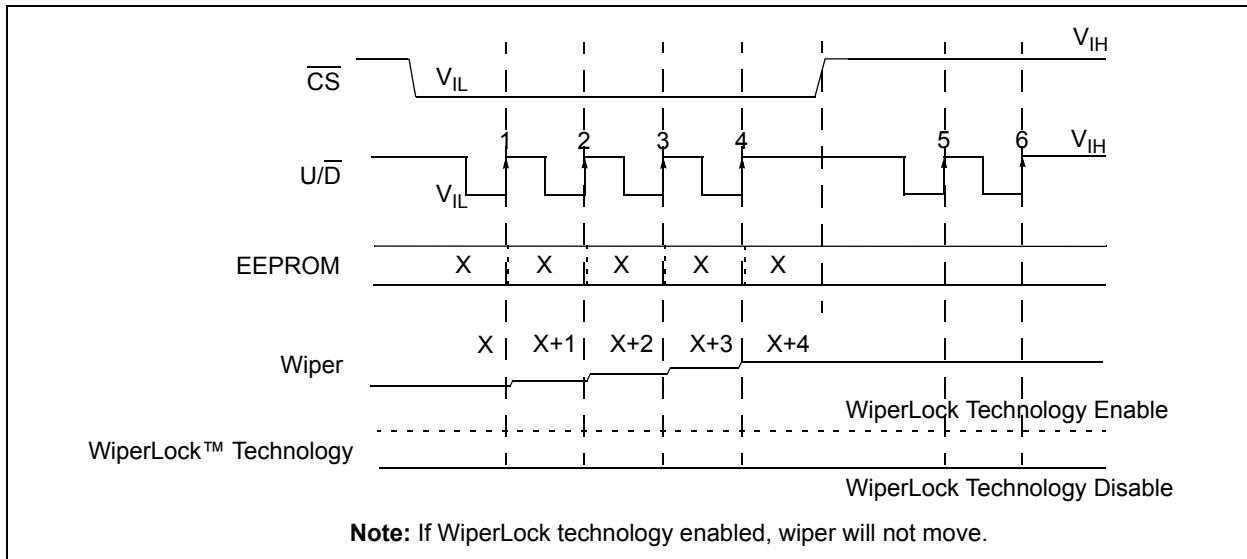 V_IH
C̅S̅ V_IL
1 2 3 4 5 6 V_IH
U/D̅
V_IL
EEPROM X X X X X
X X+1 X+2 X+3 X+4
Wiper
WiperLock Technology Enable
WiperLock™ Technology
WiperLock Technology Disable
Note: If WiperLock technology enabled, wiper will not move.